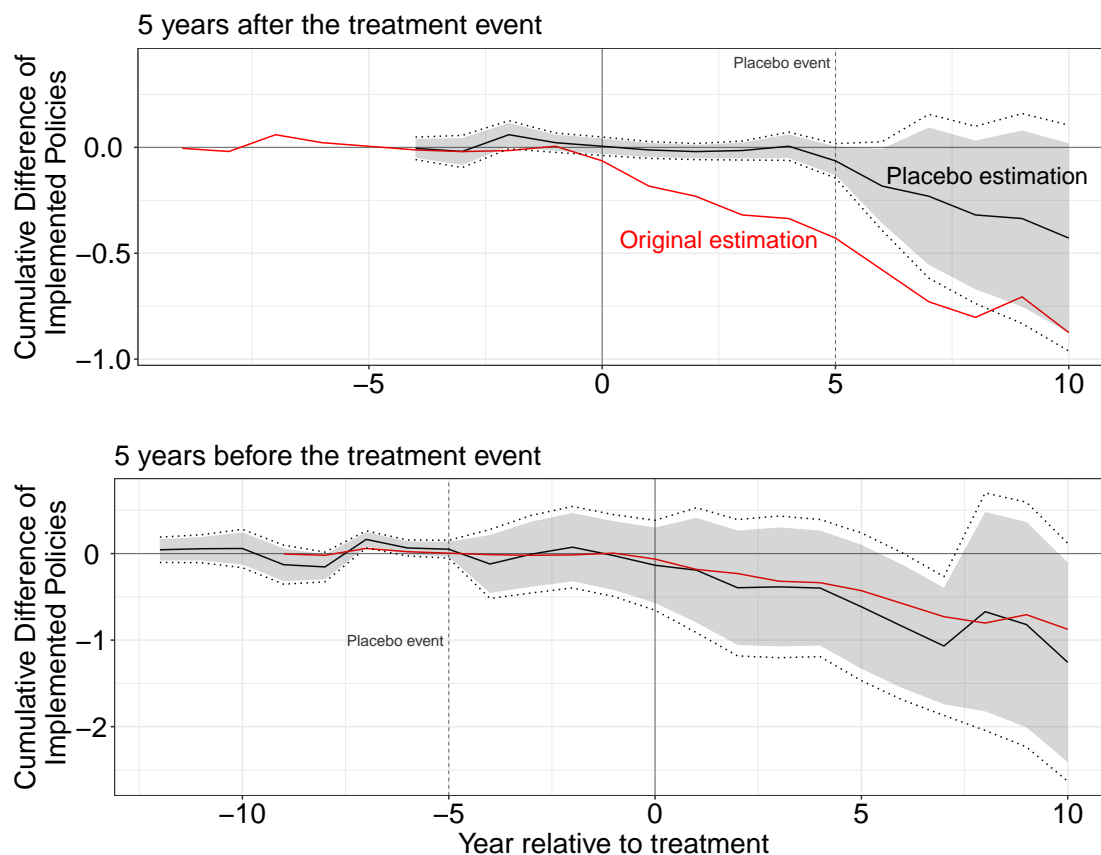 5 years after the treatment event
Cumulative Difference of
Implemented Policies
0.0
−0.5
−1.0
Placebo event
Placebo estimation
Original estimation
−5
0
5
10
5 years before the treatment event
Cumulative Difference of
Implemented Policies
0
−1
−2
Placebo event
−10
−5
0
5
10
Year relative to treatment